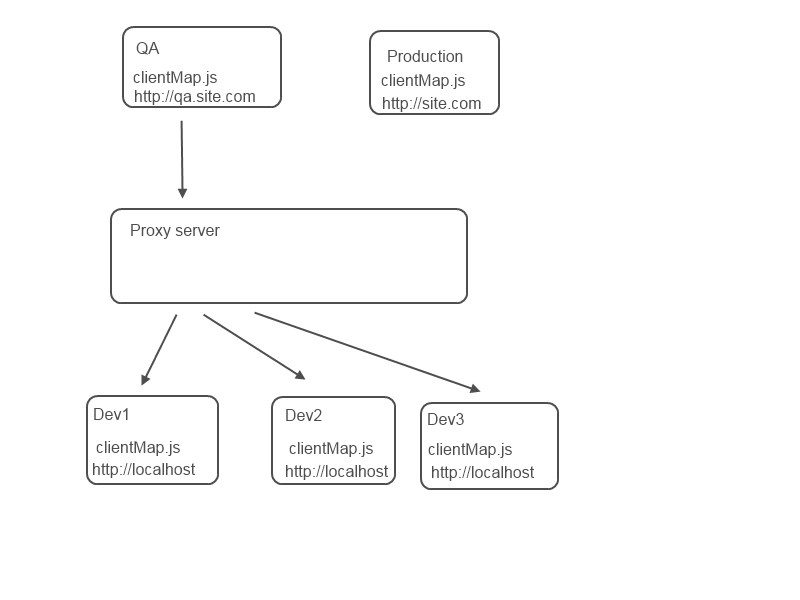 QA
clientMap.js
http://qa.site.com
Production
clientMap.js
http://site.com
Proxy server
Dev1
clientMap.js
http://localhost
Dev2
clientMap.js
http://localhost
Dev3
clientMap.js
http://localhost